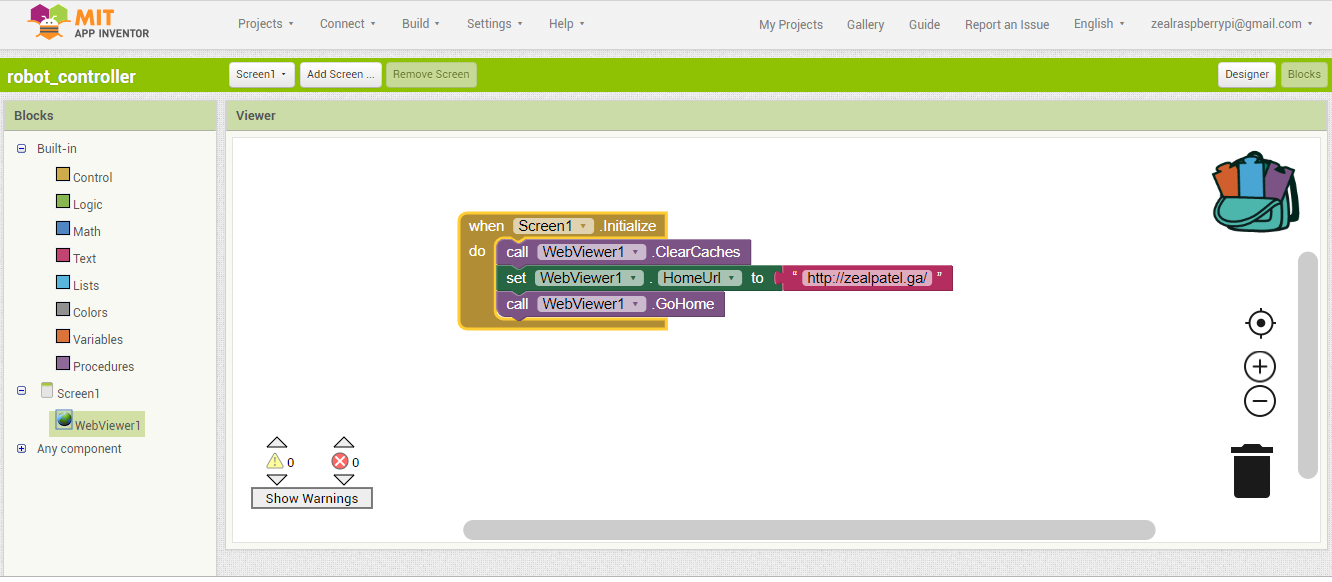 MIT
APP INVENTOR
Projects Connect Build Settings Help My Projects Gallery Guide Report an Issue English zealraspberrypi@gmail.com
robot_controller Screen1 Add Screen ... Remove Screen Designer Blocks
Blocks
Viewer
Built-in
Control
Logic
Math
Text
Lists
Colors
Variables
Procedures
Screen1
WebViewer1
Any component
when Screen1 .Initialize
do call WebViewer1 .ClearCaches
set WebViewer1 . HomeUrl to “ http://zealpatel.ga/ ”
call WebViewer1 .GoHome
0 0
Show Warnings